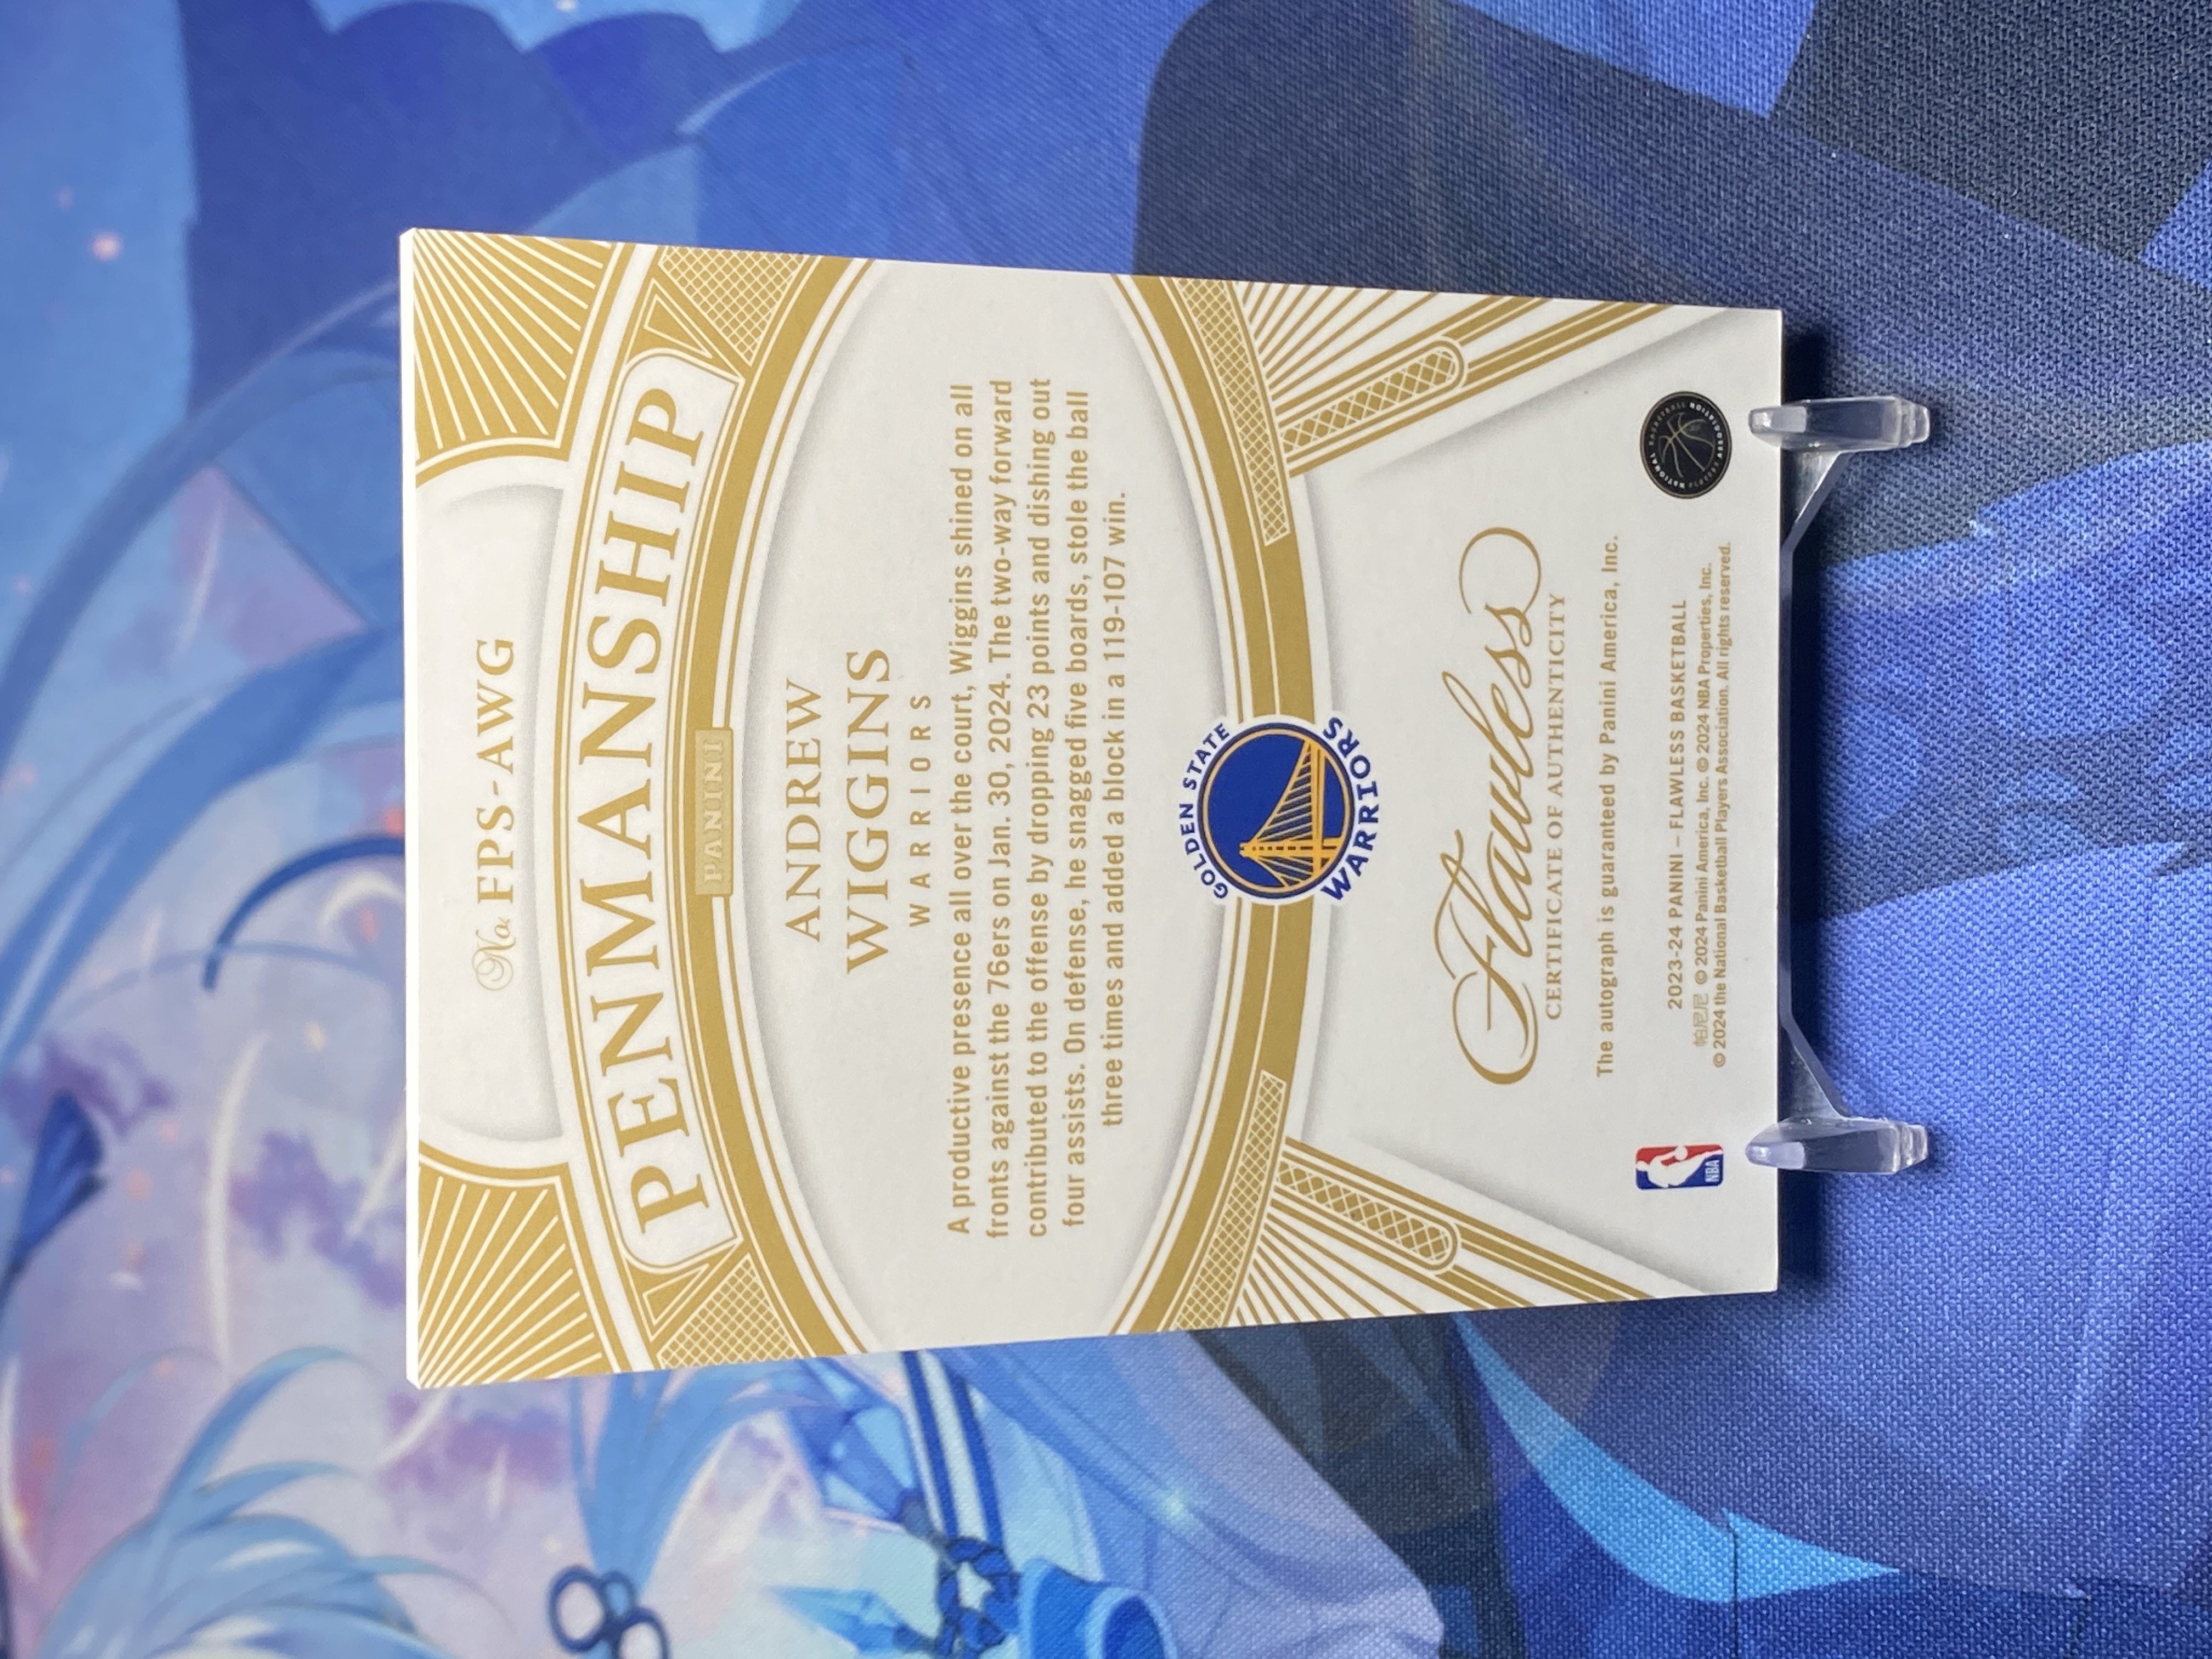 No. FPS-AWG
PENMANSHIP
PANINI
ANDREW
WIGGINS
WARRIORS
A productive presence all over the court, Wiggins shined on all
fronts against the 76ers on Jan. 30, 2024. The two-way forward
contributed to the offense by dropping 23 points and dishing out
four assists. On defense, he snagged five boards, stole the ball
three times and added a block in a 119-107 win.
GOLDEN STATE
WARRIORS
Flawless
CERTIFICATE OF AUTHENTICITY
The autograph is guaranteed by Panini America, Inc.
2023-24 PANINI – FLAWLESS BASKETBALL
帕尼尼 © 2024 Panini America, Inc. © 2024 NBA Properties, Inc.
© 2024 the National Basketball Players Association. All rights reserved.
NBA
NATIONAL BASKETBALL